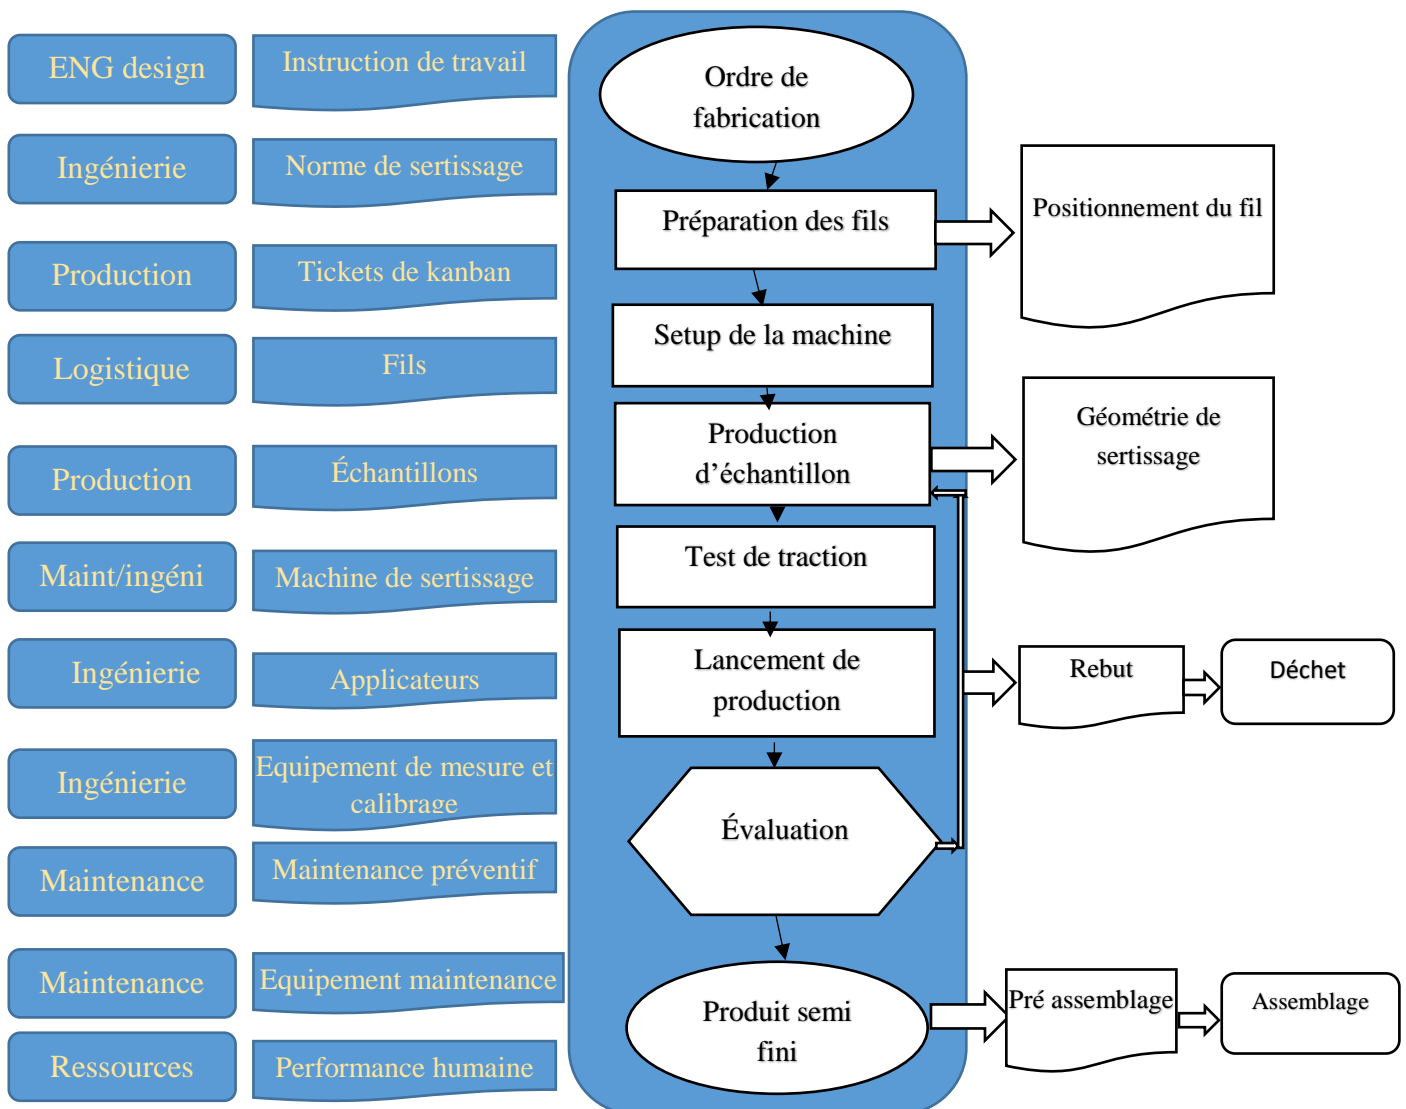 ENG design
Instruction de travail
Ordre de
fabrication
Ingénierie
Norme de sertissage
Préparation des fils
Positionnement du fil
Production
Tickets de kanban
Setup de la machine
Logistique
Fils
Production
d’échantillon
Géométrie de
sertissage
Production
Échantillons
Test de traction
Maint/ingéni
Machine de sertissage
Ingénierie
Applicateurs
Lancement de
production
Rebut
Déchet
Ingénierie
Equipement de mesure et
calibrage
Évaluation
Maintenance
Maintenance préventif
Maintenance
Equipement maintenance
Produit semi
fini
Pré assemblage
Assemblage
Ressources
Performance humaine